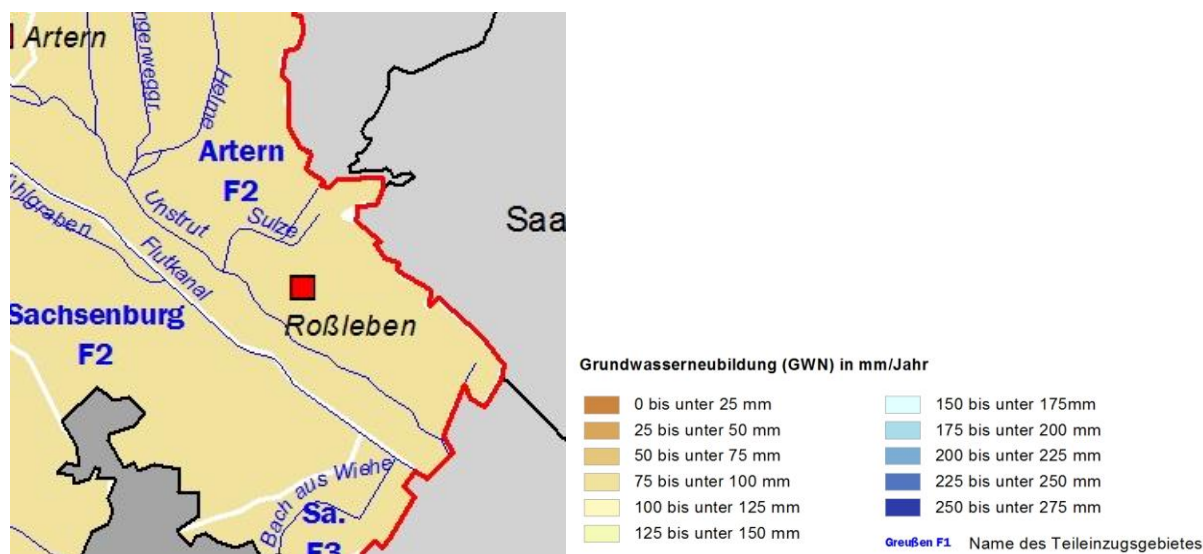 Artern
ngerweggr.
Helme
Artern
F2
Unstrut
Sulze
ühlgraben
Flutkanal
Saa
Sachsenburg
F2
Roßleben
Bach aus Wiehe
Sa.
F3
Grundwasserneubildung (GWN) in mm/Jahr
0 bis unter 25 mm
25 bis unter 50 mm
50 bis unter 75 mm
75 bis unter 100 mm
100 bis unter 125 mm
125 bis unter 150 mm
150 bis unter 175mm
175 bis unter 200 mm
200 bis unter 225 mm
225 bis unter 250 mm
250 bis unter 275 mm
Greußen F1 Name des Teileinzugsgebietes